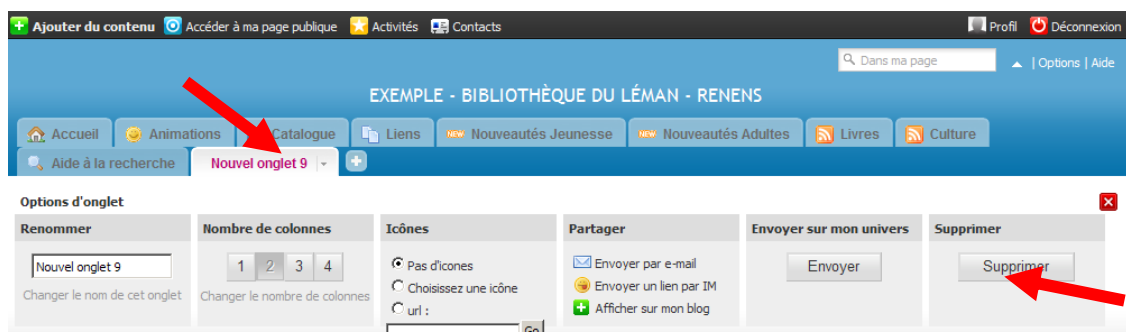 Ajouter du contenu Accéder à ma page publique Activités Contacts Profil Déconnexion
Dans ma page | Options | Aide
EXEMPLE - BIBLIOTHÈQUE DU LÉMAN - RENENS
Accueil Animations Catalogue Liens NEW Nouveautés Jeunesse NEW Nouveautés Adultes Livres Culture
Aide à la recherche Nouvel onglet 9
Options d'onglet
Renommer Nombre de colonnes Icônes Partager Envoyer sur mon univers Supprimer
Nouvel onglet 9 1 2 3 4 Pas d'icones Envoyer par e-mail Envoyer Supprimer
Changer le nom de cet onglet Changer le nombre de colonnes Choisissez une icône Envoyer un lien par IM
url : Afficher sur mon blog
Go